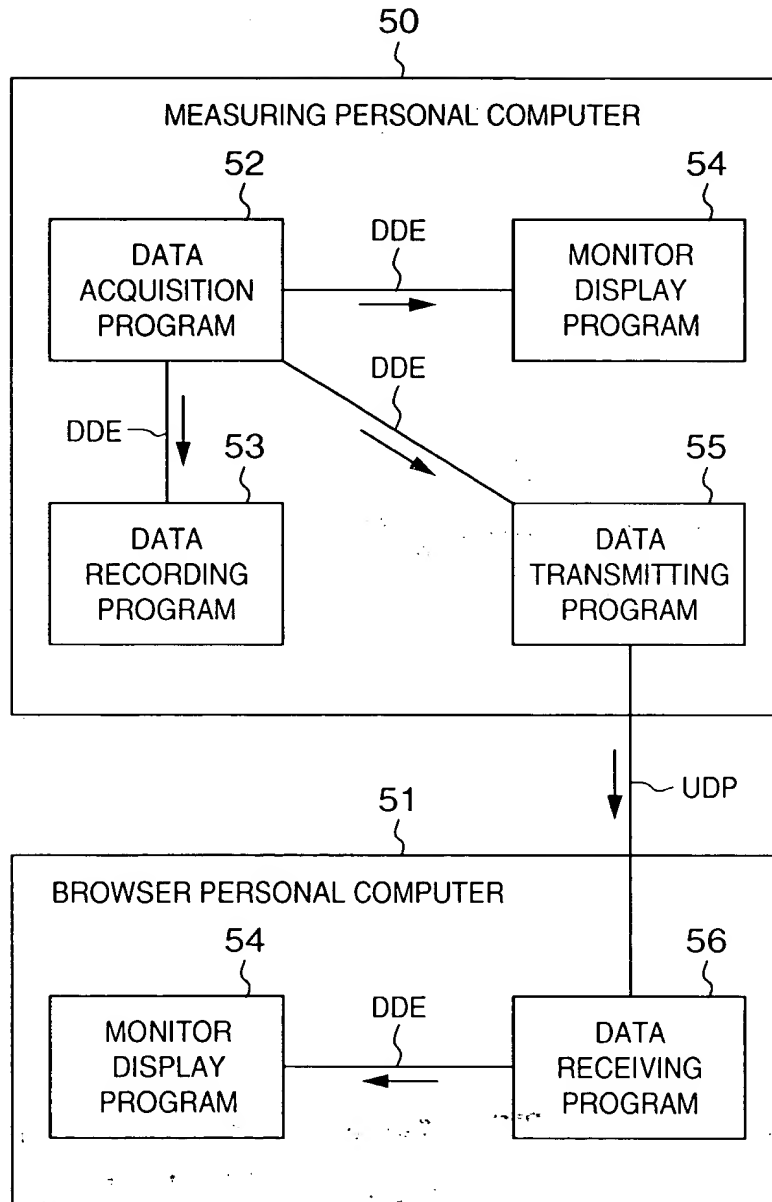 50
MEASURING PERSONAL COMPUTER
52
54
DATA
ACQUISITION
PROGRAM
DDE
MONITOR
DISPLAY
PROGRAM
DDE
DDE
53
55
DATA
RECORDING
PROGRAM
DATA
TRANSMITTING
PROGRAM
51
UDP
BROWSER PERSONAL COMPUTER
54
56
MONITOR
DISPLAY
PROGRAM
DDE
DATA
RECEIVING
PROGRAM